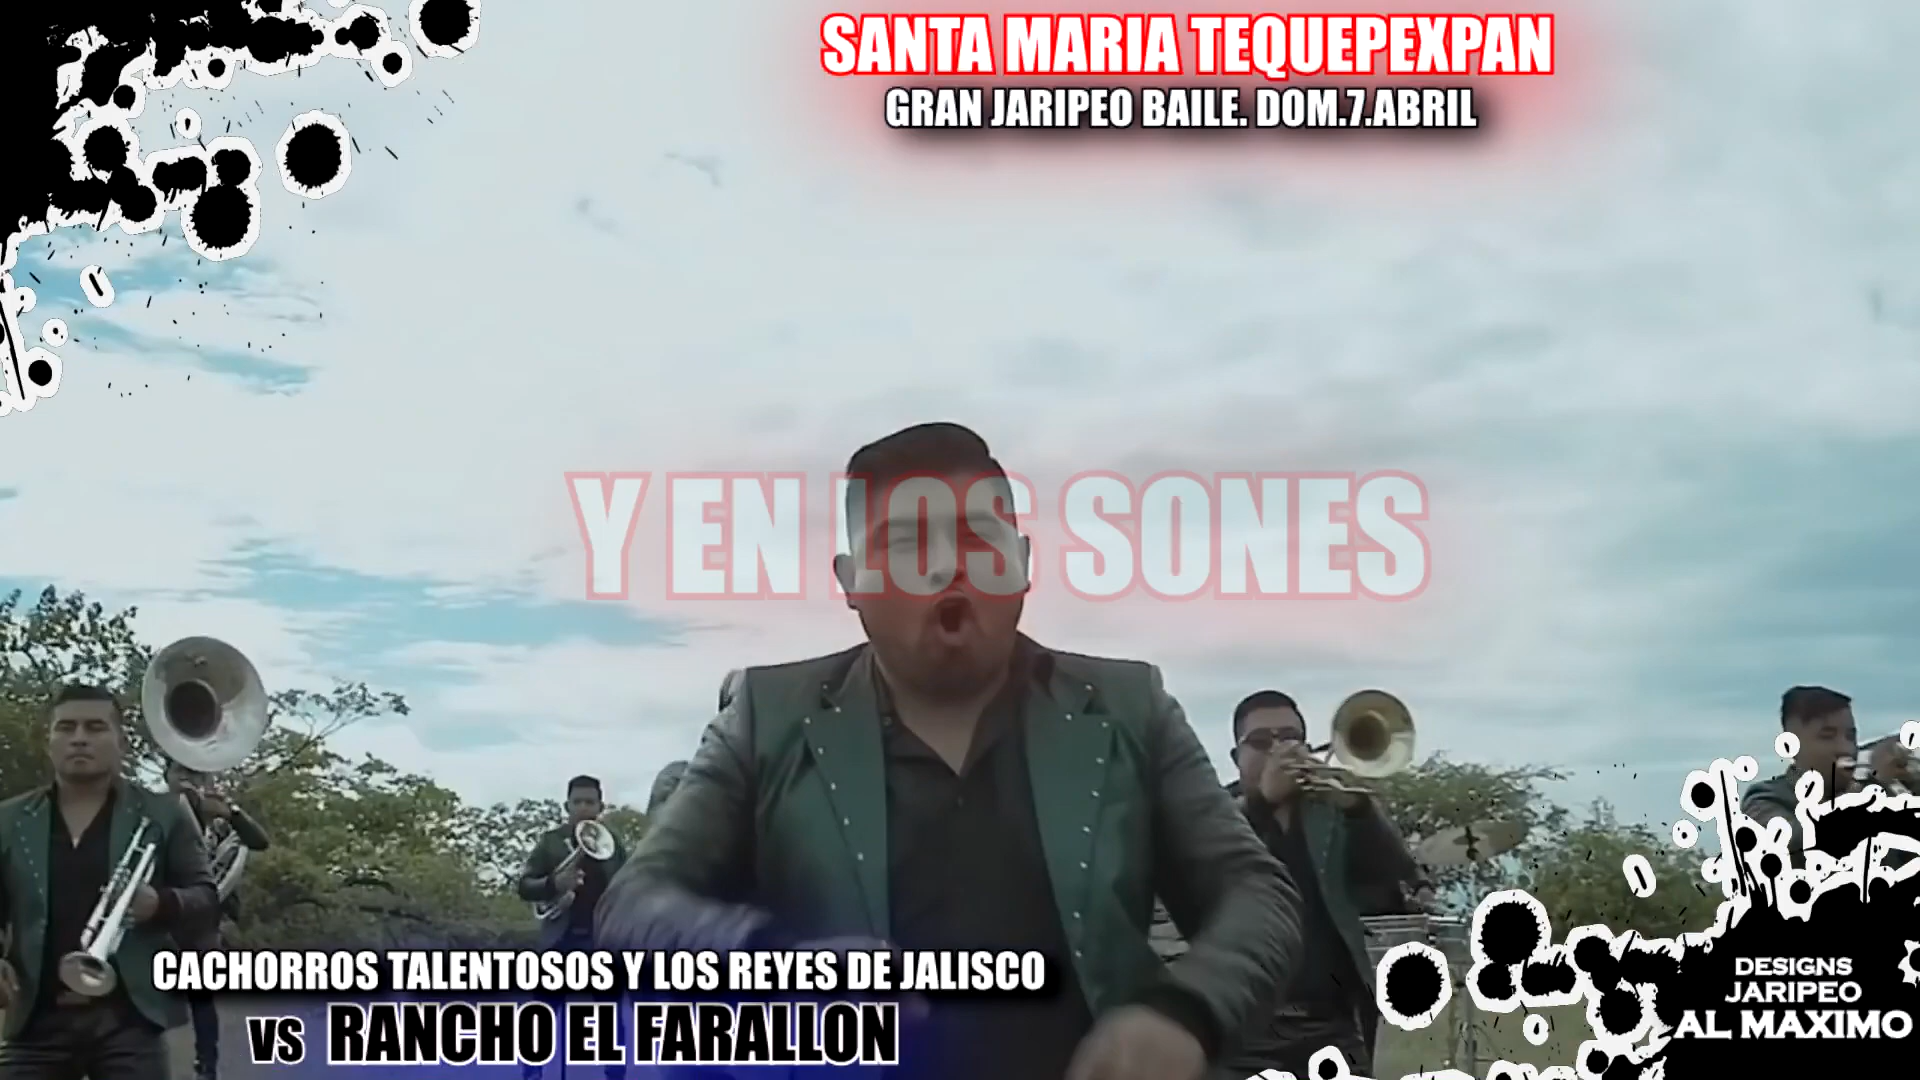 SANTA MARIA TEQUEPEXPAN
GRAN JARIPEO BAILE. DOM.7.ABRIL
Y EN LOS SONES
CACHORROS TALENTOSOS Y LOS REYES DE JALISCO
VS RANCHO EL FARALLON
DESIGNS
JARIPEO
AL MAXIMO